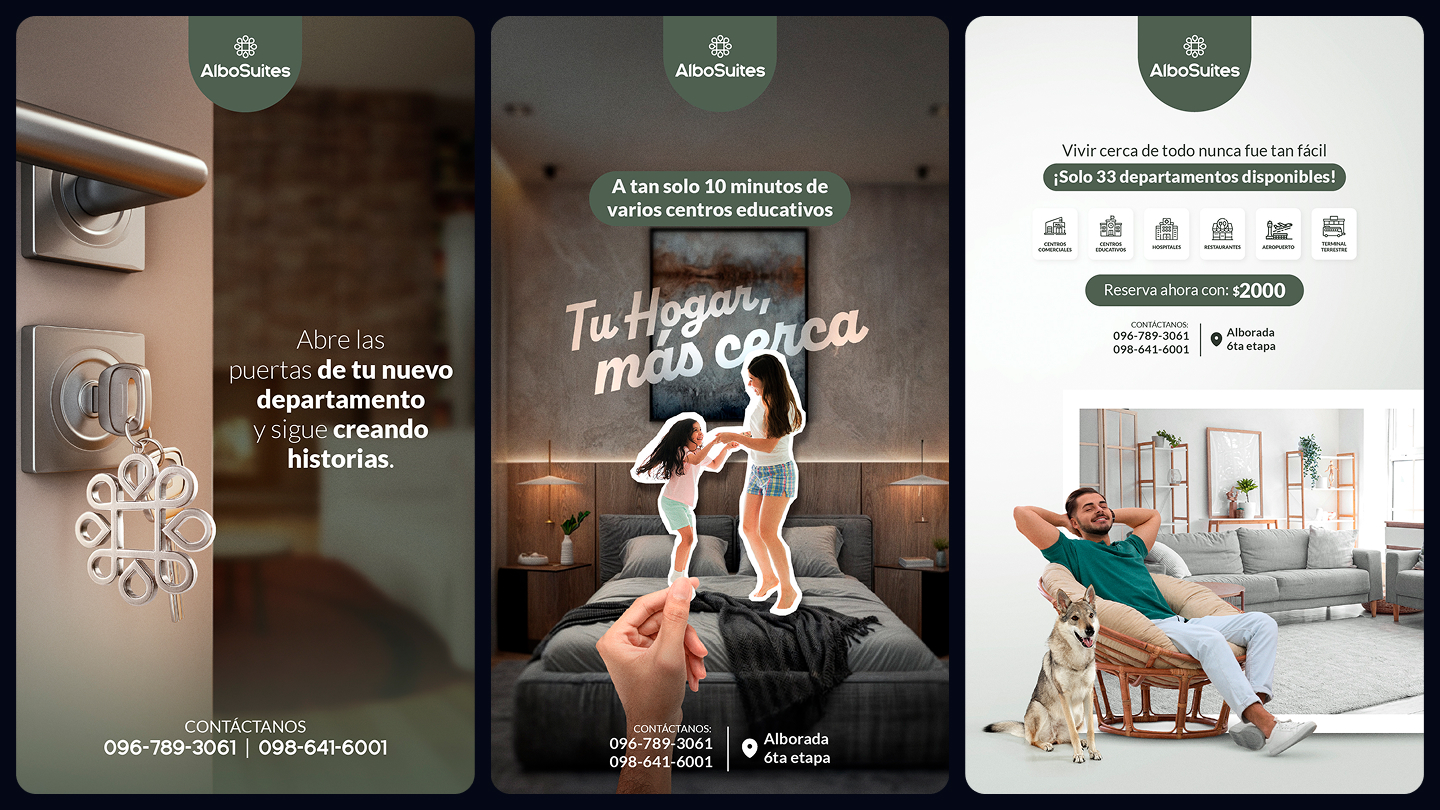 AlboSuites
Abre las
puertas de tu nuevo
departamento
y sigue creando
historias.
CONTÁCTANOS
096-789-3061 | 098-641-6001
AlboSuites
A tan solo 10 minutos de
varios centros educativos
Tu Hogar,
más cerca
CONTÁCTANOS:
096-789-3061
098-641-6001
Alborada
6ta etapa
AlboSuites
Vivir cerca de todo nunca fue tan fácil
¡Solo 33 departamentos disponibles!
CENTROS
COMERCIALES
CENTROS
EDUCATIVOS
HOSPITALES
RESTAURANTES
AEROPUERTO
TERMINAL
TERRESTRE
Reserva ahora con: $2000
CONTÁCTANOS:
096-789-3061
098-641-6001
Alborada
6ta etapa